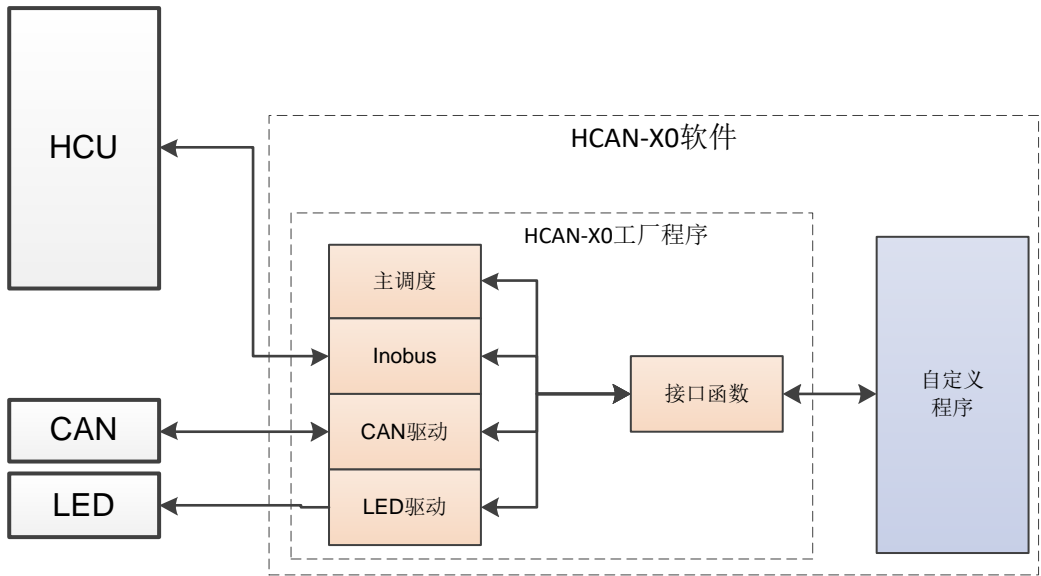 HCU
HCAN-X0软件
HCAN-X0工厂程序
主调度
Inobus
接口函数
自定义
程序
CAN
CAN驱动
LED
LED驱动